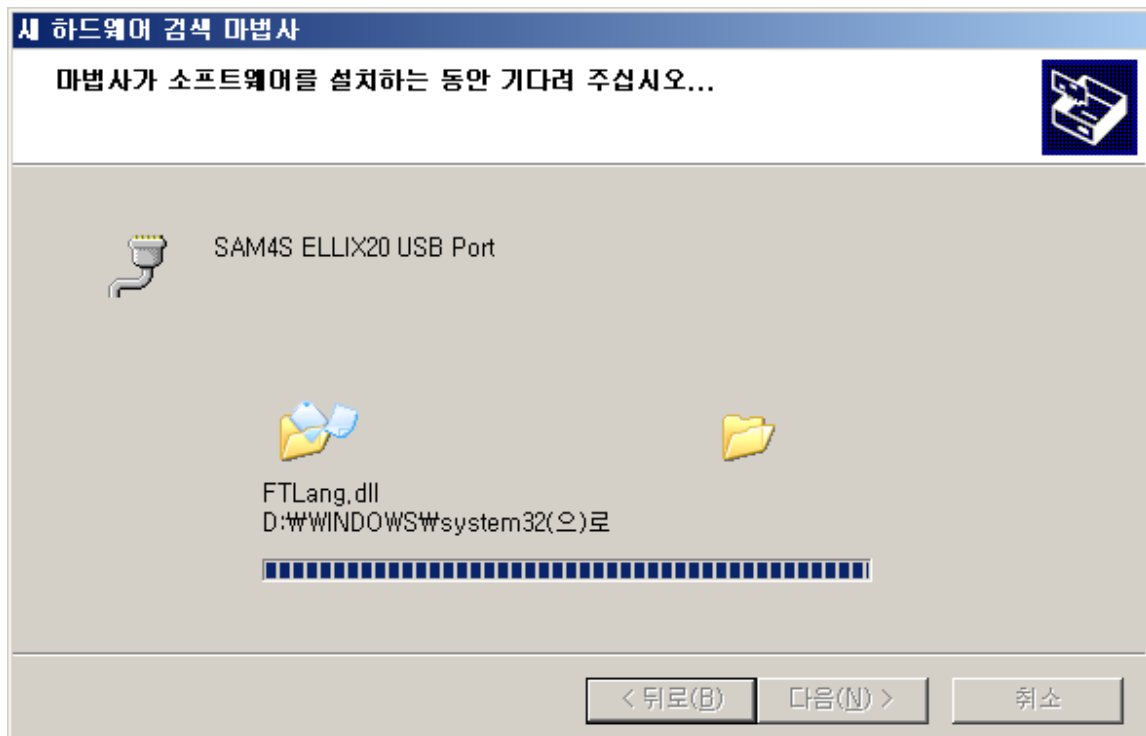 새 하드웨어 검색 마법사
마법사가 소프트웨어를 설치하는 동안 기다려 주십시오...
SAM4S ELLIX20 USB Port
FTLang.dll
D:₩WINDOWS₩system32(으)로
< 뒤로(B)
다음(N) >
취소